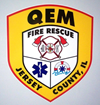 QEM
FIRE RESCUE
JERSEY COUNTY, IL